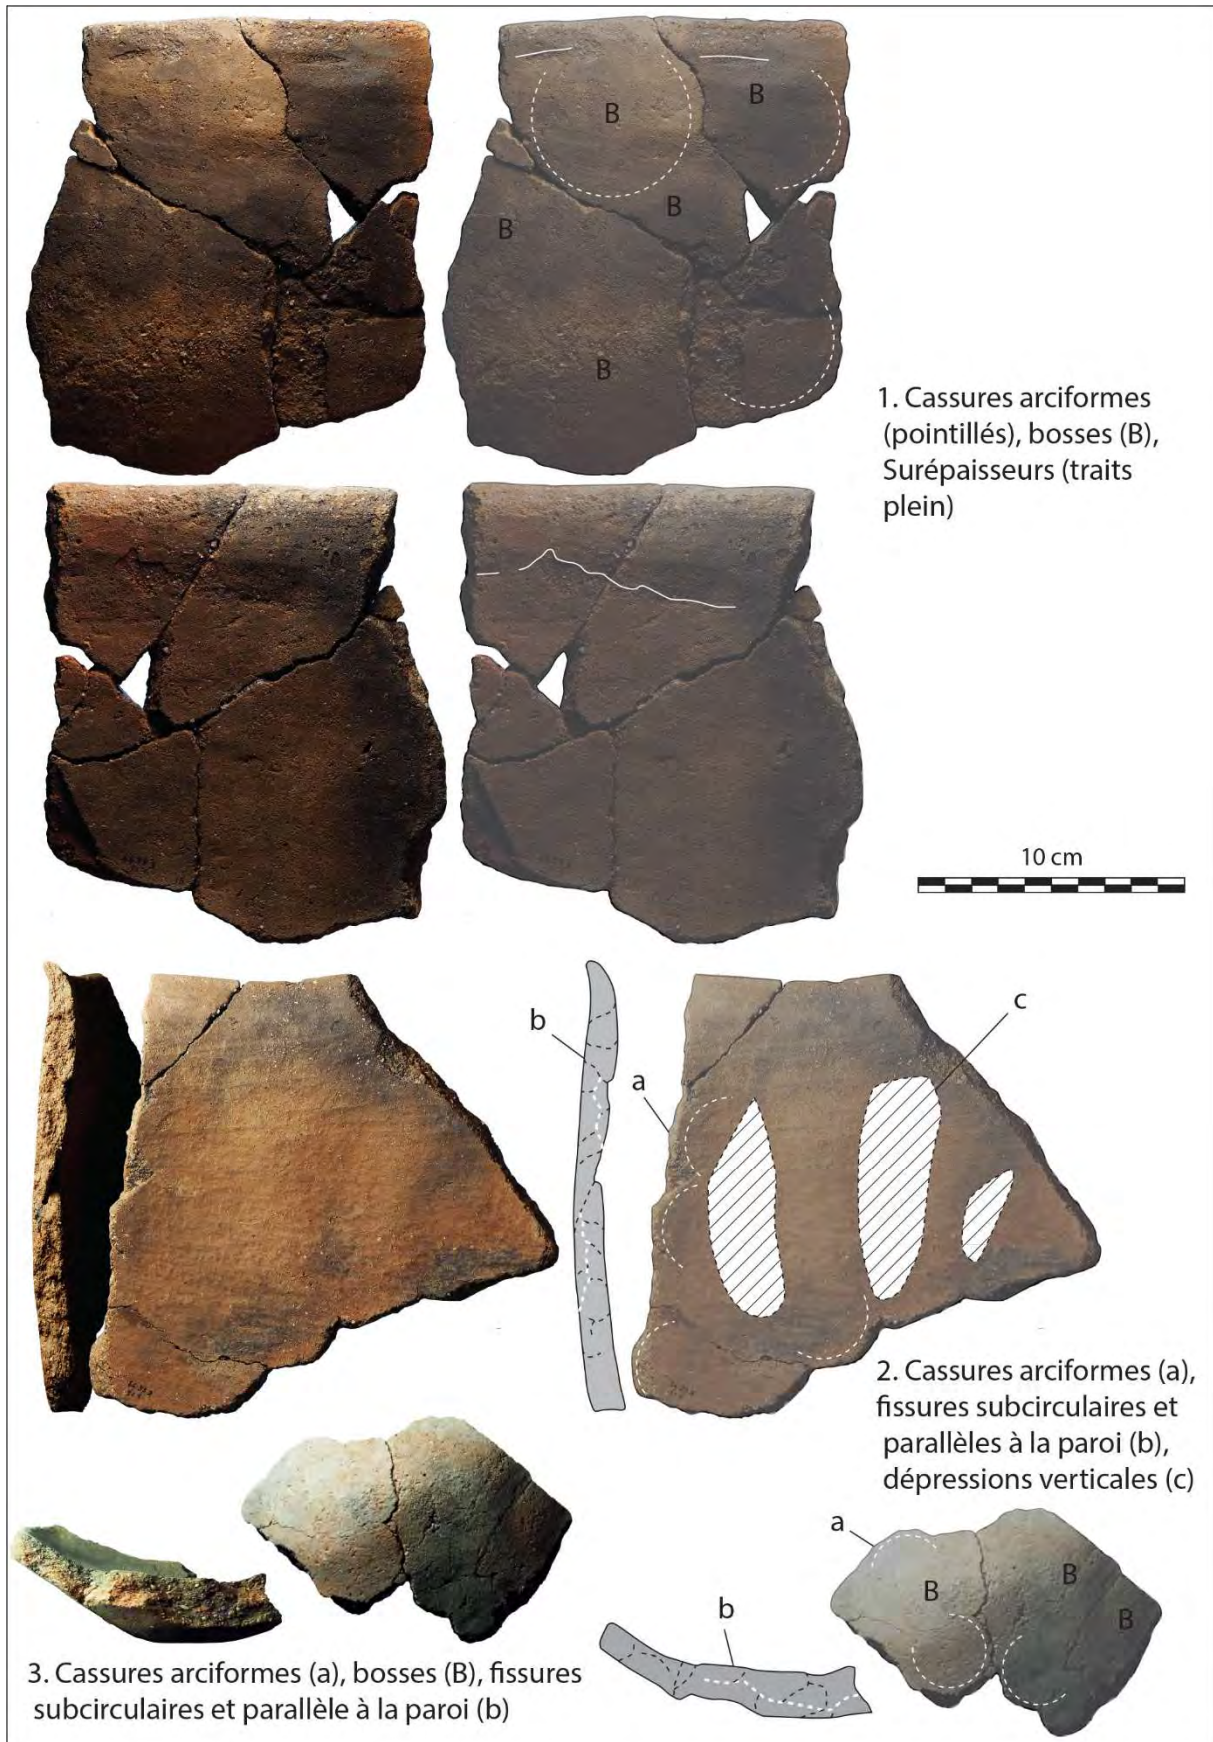 B
B
B
B
B
1. Cassures arciformes
(pointillés), bosses (B),
Surépaisseurs (traits
plein)
10 cm
b
a
c
2. Cassures arciformes (a),
fissures subcirculaires et
parallèles à la paroi (b),
dépressions verticales (c)
a
B
B
B
b
3. Cassures arciformes (a), bosses (B), fissures
subcirculaires et parallèle à la paroi (b)